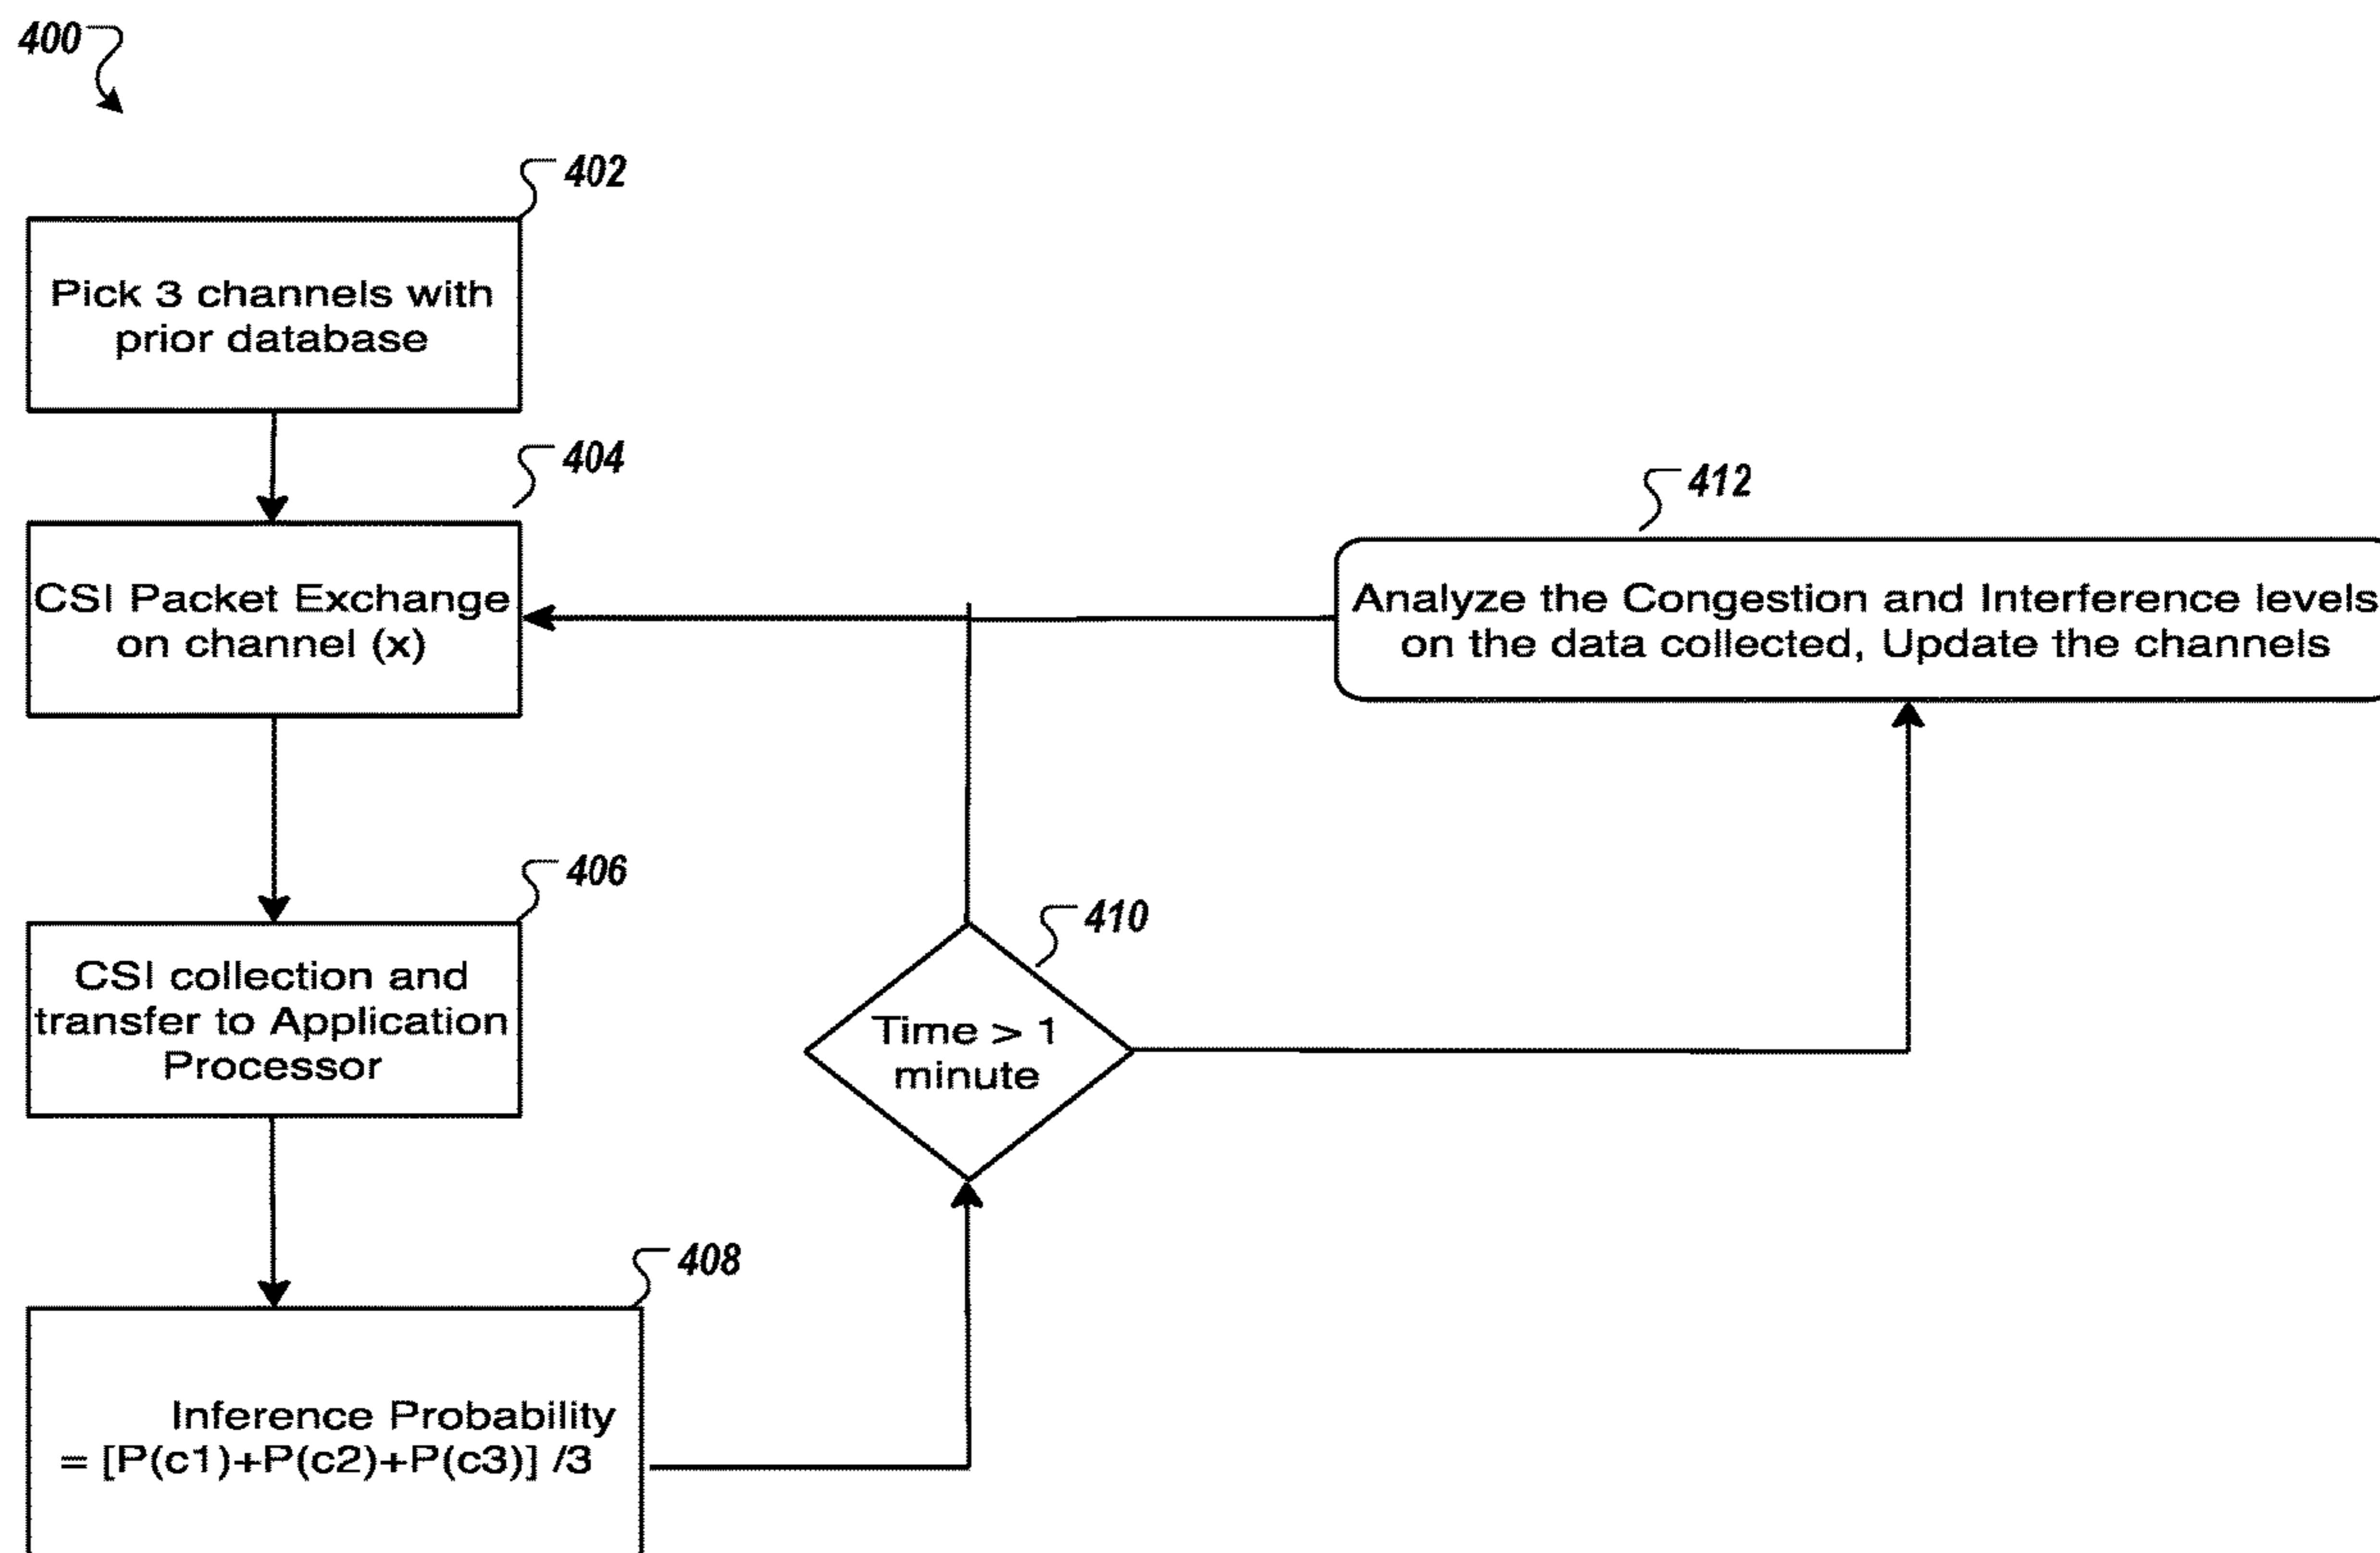 400
402
Pick 3 channels with
prior database
404
CSI Packet Exchange
on channel (x)
412
Analyze the Congestion and Interference levels
on the data collected, Update the channels
406
CSI collection and
transfer to Application
Processor
410
Time > 1
minute
408
Inference Probability
= [P(c1)+P(c2)+P(c3)] /3